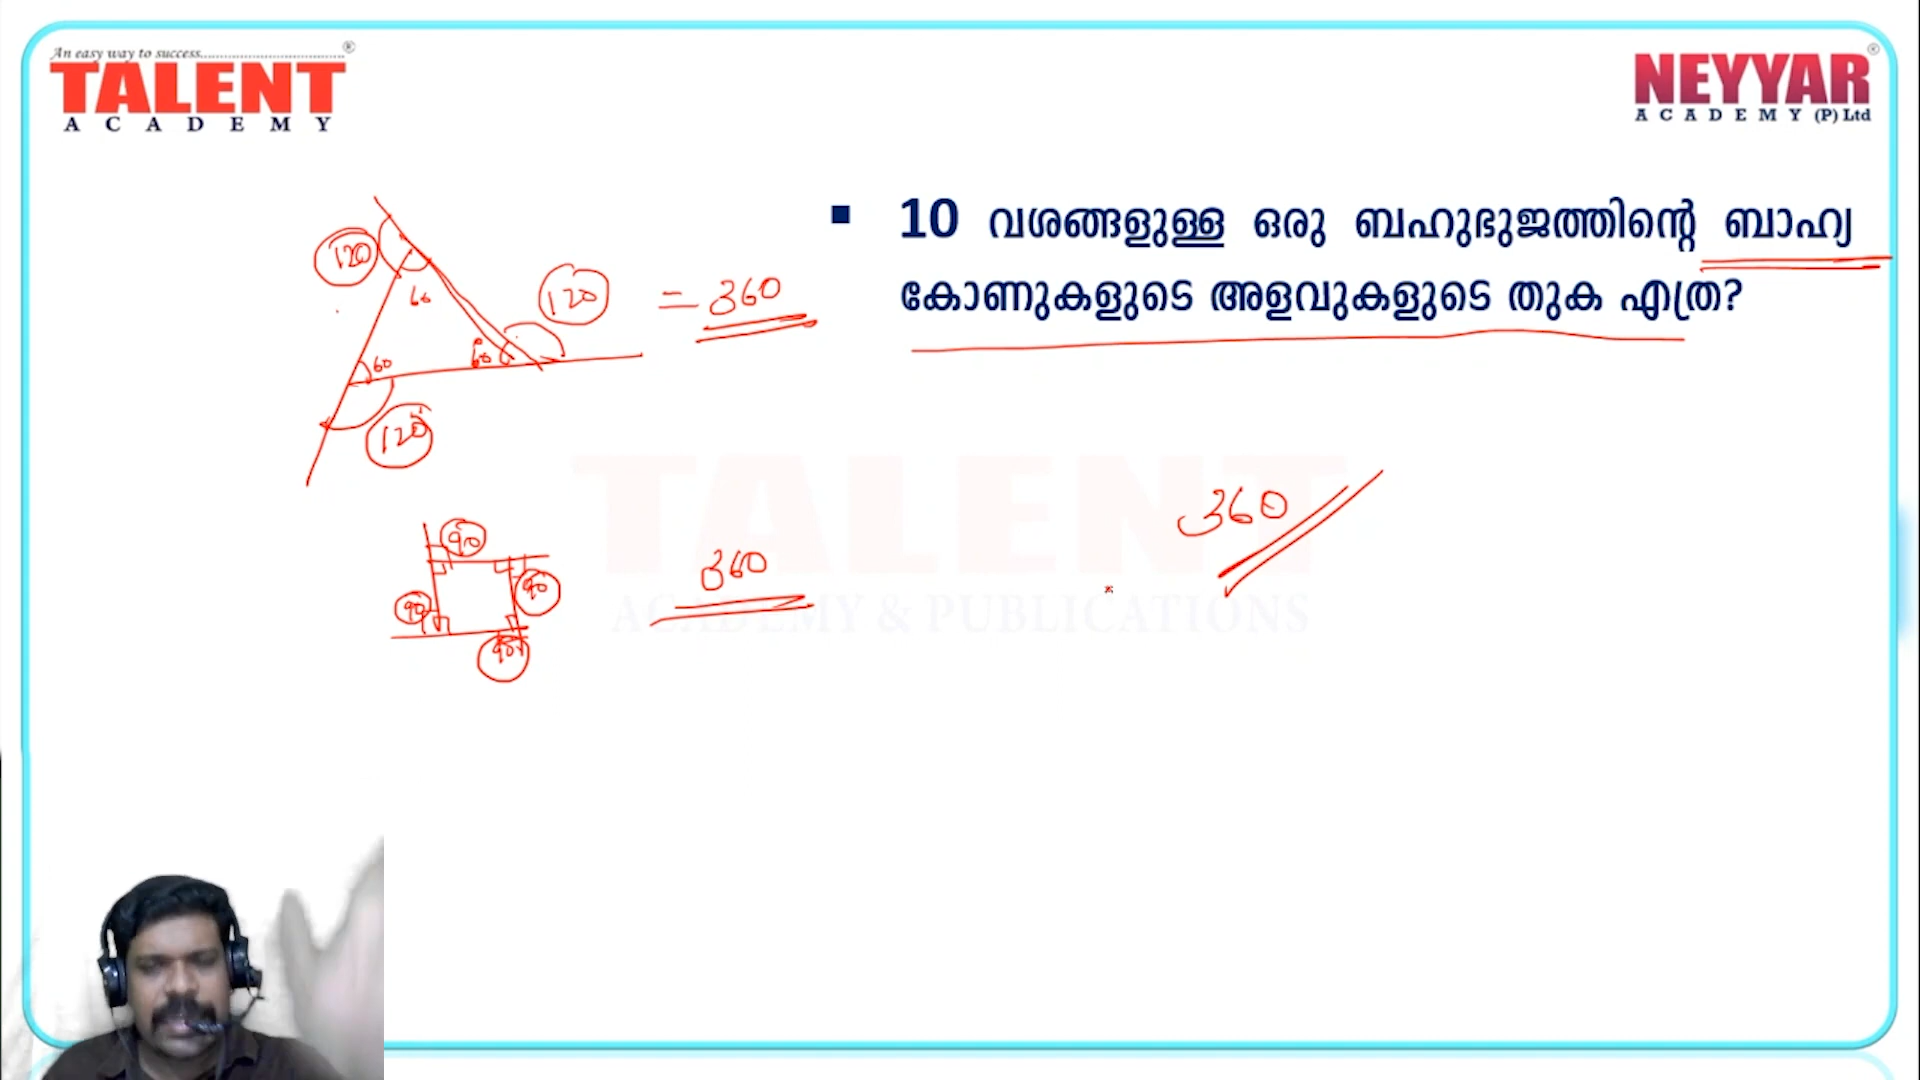 An easy way to success......................................®
TALENT
ACADEMY
NEYYAR ®
ACADEMY (P) Ltd
10 വശങ്ങളുള്ള ഒരു ബഹുഭുജത്തിന്റെ ബാഹ്യ
കോണുകളുടെ അളവുകളുടെ തുക എത്ര?
120
60
120
= 360
60
60
120
360
90
360
90
90
90
TALENT
ACADEMY & PUBLICATIONS